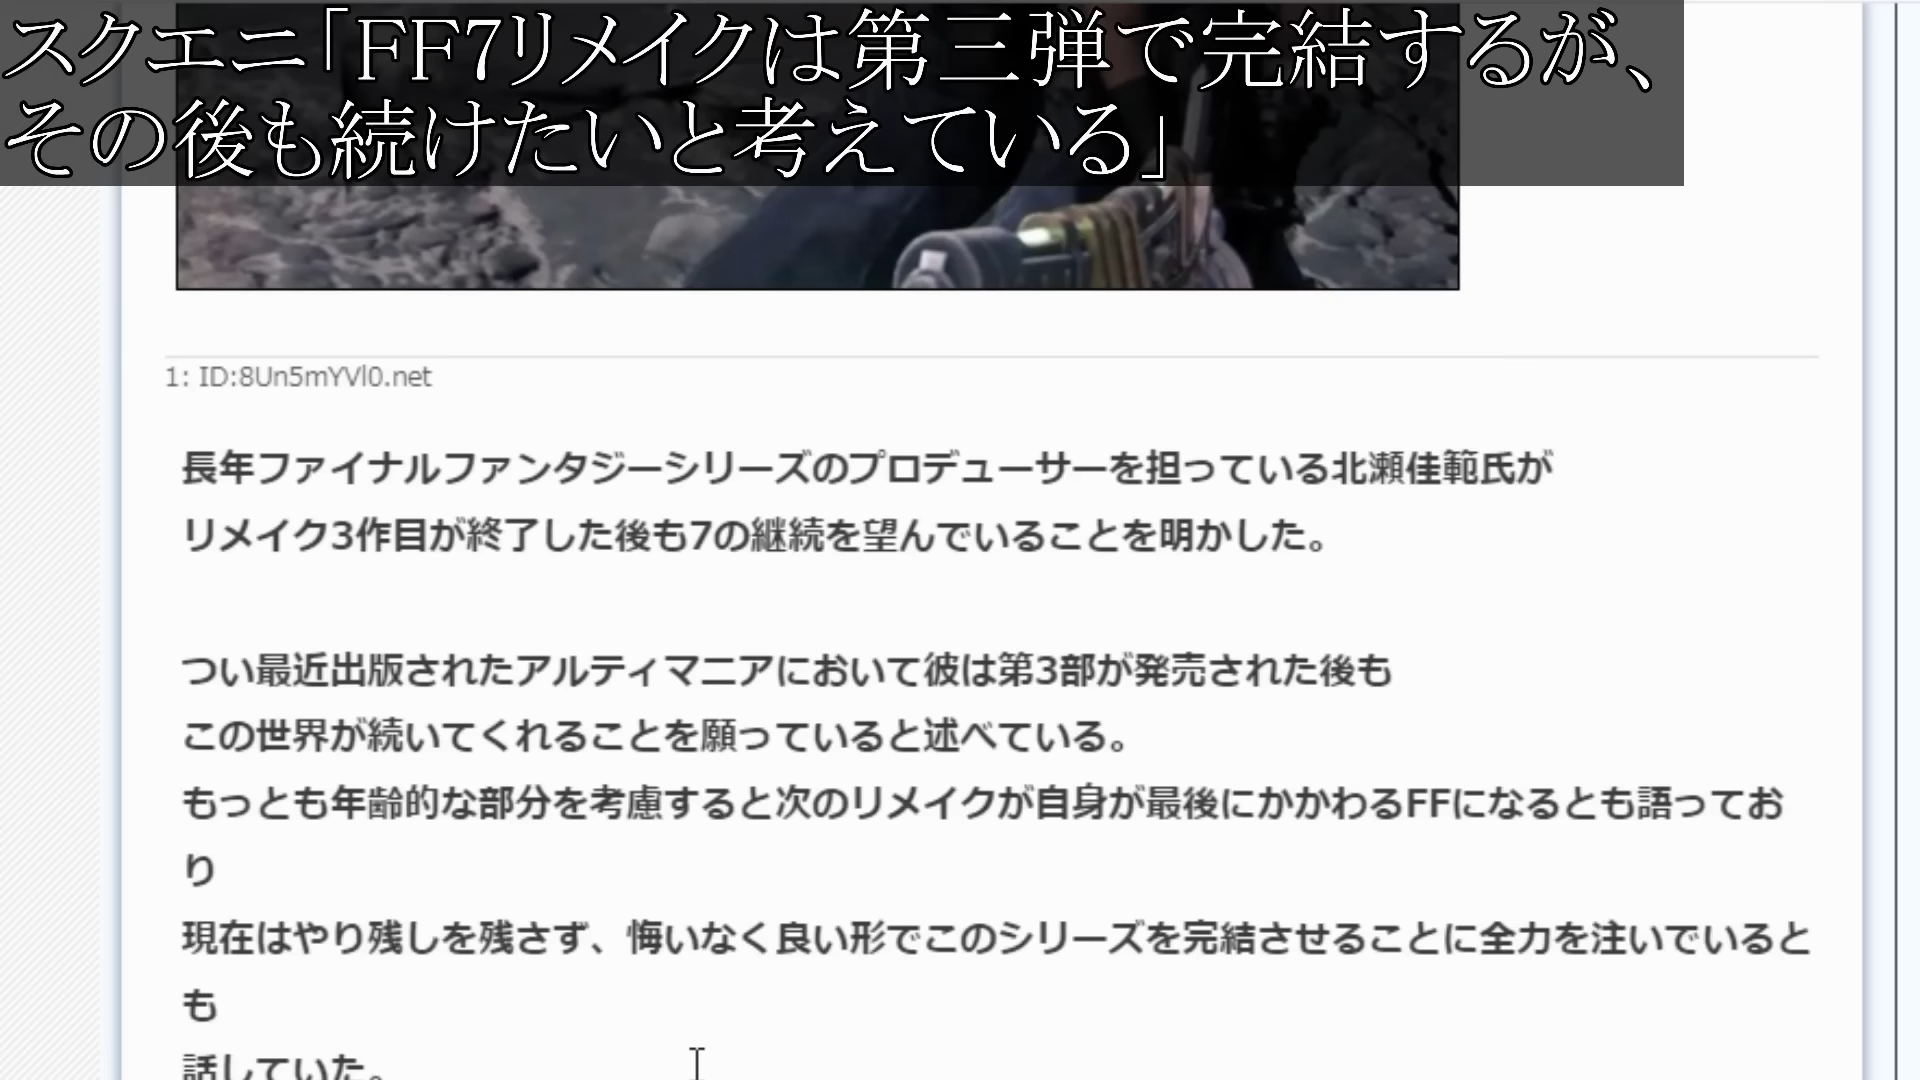 スクエニ「FF7リメイクは第三弾で完結するが、
その後も続けたいと考えている」
1: ID:8Un5mYVl0.net
長年ファイナルファンタジーシリーズのプロデューサーを担っている北瀬佳範氏が
リメイク3作目が終了した後も7の継続を望んでいることを明かした。
つい最近出版されたアルティマニアにおいて彼は第3部が発売された後も
この世界が続いてくれることを願っていると述べている。
もっとも年齢的な部分を考慮すると次のリメイクが自身が最後にかかわるFFになるとも語ってお
り
現在はやり残しを残さず、悔いなく良い形でこのシリーズを完結させることに全力を注いでいると
も
話していた。